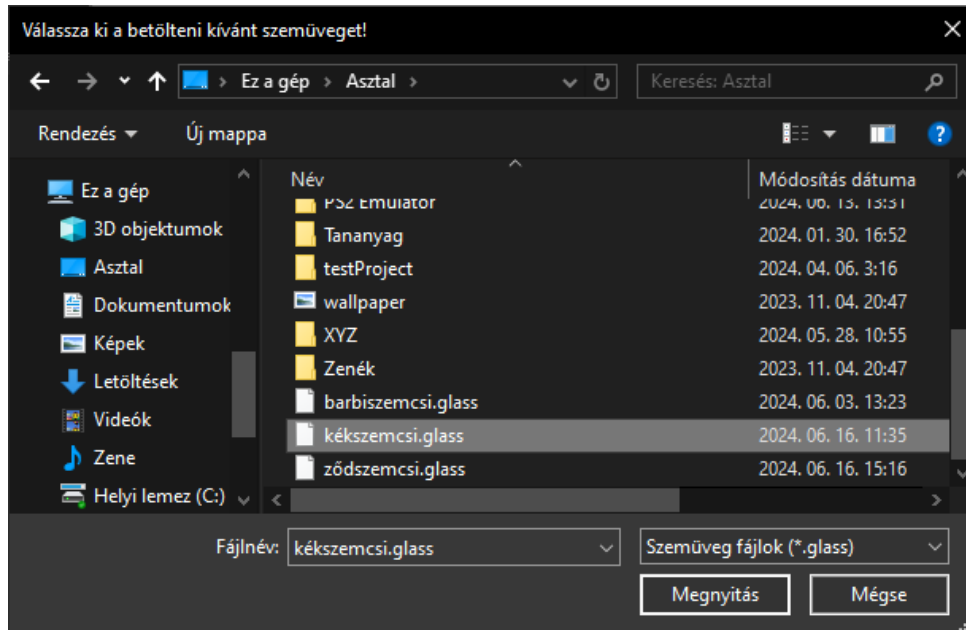 Válassza ki a betölteni kívánt szemüveget!
Ez a gép > Asztal >
Keresés: Asztal
Rendezés
Új mappa
?
Ez a gép
3D objektumok
Asztal
Dokumentumok
Képek
Letöltések
Videók
Zene
Helyi lemez (C:)
Név Módosítás dátuma
PS2 Emulator 2024. 06. 13. 13:31
Tananyag 2024. 01. 30. 16:52
testProject 2024. 04. 06. 3:16
wallpaper 2023. 11. 04. 20:47
XYZ 2024. 05. 28. 10:55
Zenék 2023. 11. 04. 20:47
barbiszemcsi.glass 2024. 06. 03. 13:23
kékszemcsi.glass 2024. 06. 16. 11:35
ződszemcsi.glass 2024. 06. 16. 15:16
Fájlnév: kékszemcsi.glass
Szemüveg fájlok (*.glass)
Megnyitás
Mégse